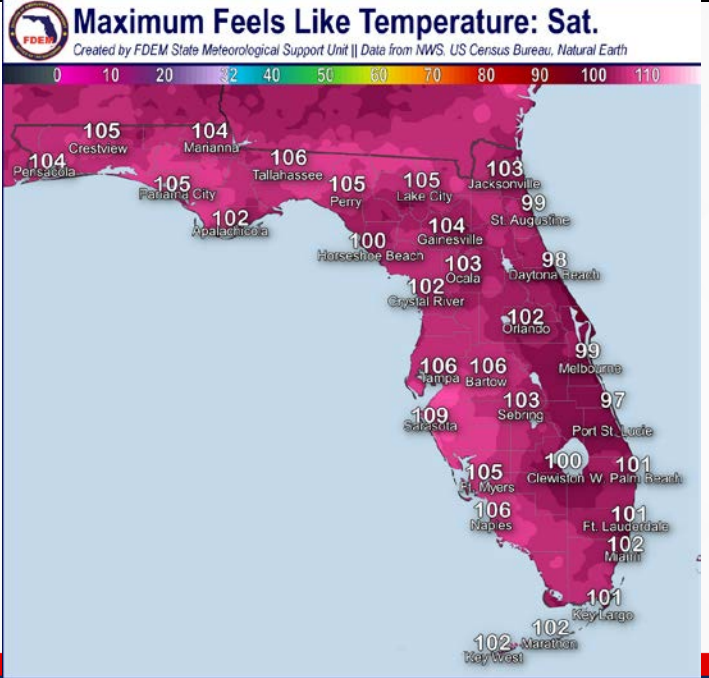 Maximum Feels Like Temperature: Sat.
Created by FDEM State Meteorological Support Unit || Data from NWS, US Census Bureau, Natural Earth
FDEM
0 10 20 32 40 50 60 70 80 90 100 110
105
Crestview
104
Marianna
104
Pensacola
106
Tallahassee
105
Panama City
105
Perry
105
Lake City
103
Jacksonville
99
St. Augustine
102
Apalachicola
100
Horseshoe Beach
104
Gainesville
103
Ocala
98
Daytona Beach
102
Crystal River
102
Orlando
99
Melbourne
106
Tampa
106
Bartow
109
Sarasota
103
Sebring
97
Port St. Lucie
105
Ft. Myers
100
Clewiston
101
W. Palm Beach
106
Naples
101
Ft. Lauderdale
102
Miami
101
Key Largo
102
Marathon
102
Key West